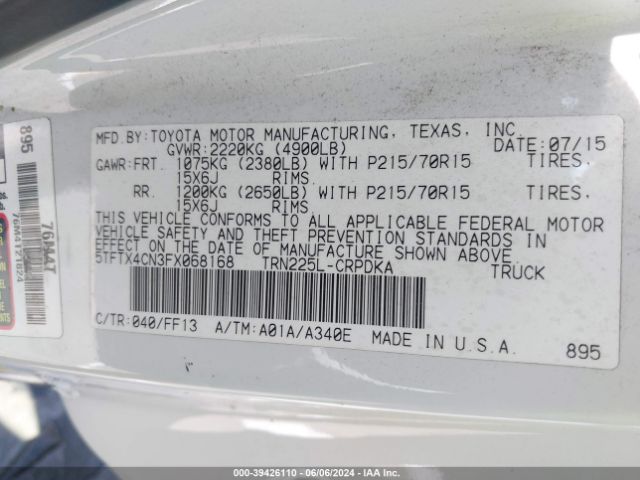 MFD.BY:TOYOTA MOTOR MANUFACTURING, TEXAS, INC.
GVWR:2220KG (4900LB) DATE: 07/15
GAWR:FRT. 1075KG (2380LB) WITH P215/70R15 TIRES,
15X6J RIMS.
RR. 1200KG (2650LB) WITH P215/70R15 TIRES,
15X6J RIMS.
THIS VEHICLE CONFORMS TO ALL APPLICABLE FEDERAL MOTOR
VEHICLE SAFETY AND THEFT PREVENTION STANDARDS IN
EFFECT ON THE DATE OF MANUFACTURE SHOWN ABOVE.
5TFTX4CN3FX068168 TRN225L-CRPDKA TRUCK
C/TR:040/FF13 A/TM:A01A/A340E MADE IN U.S.A. 895
895
76M447
76M4121024
000-39426110 - 06/06/2024 - IAA Inc. - Copart